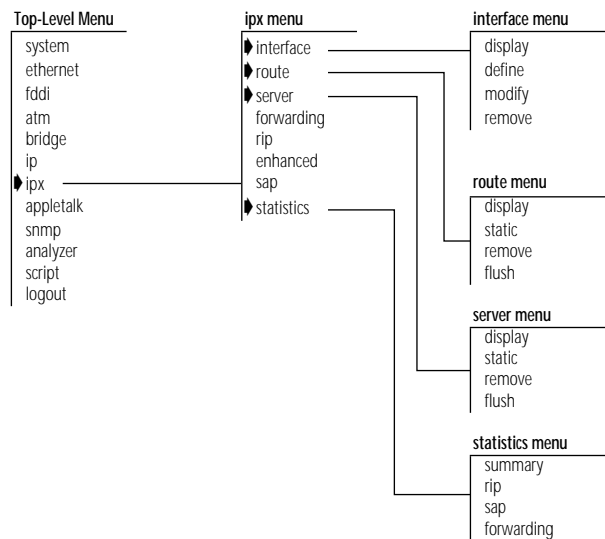 Top-Level Menu
system
ethernet
fddi
atm
bridge
ip
ipx
appletalk
snmp
analyzer
script
logout
ipx menu
interface
route
server
forwarding
rip
enhanced
sap
statistics
interface menu
display
define
modify
remove
route menu
display
static
remove
flush
server menu
display
static
remove
flush
statistics menu
summary
rip
sap
forwarding